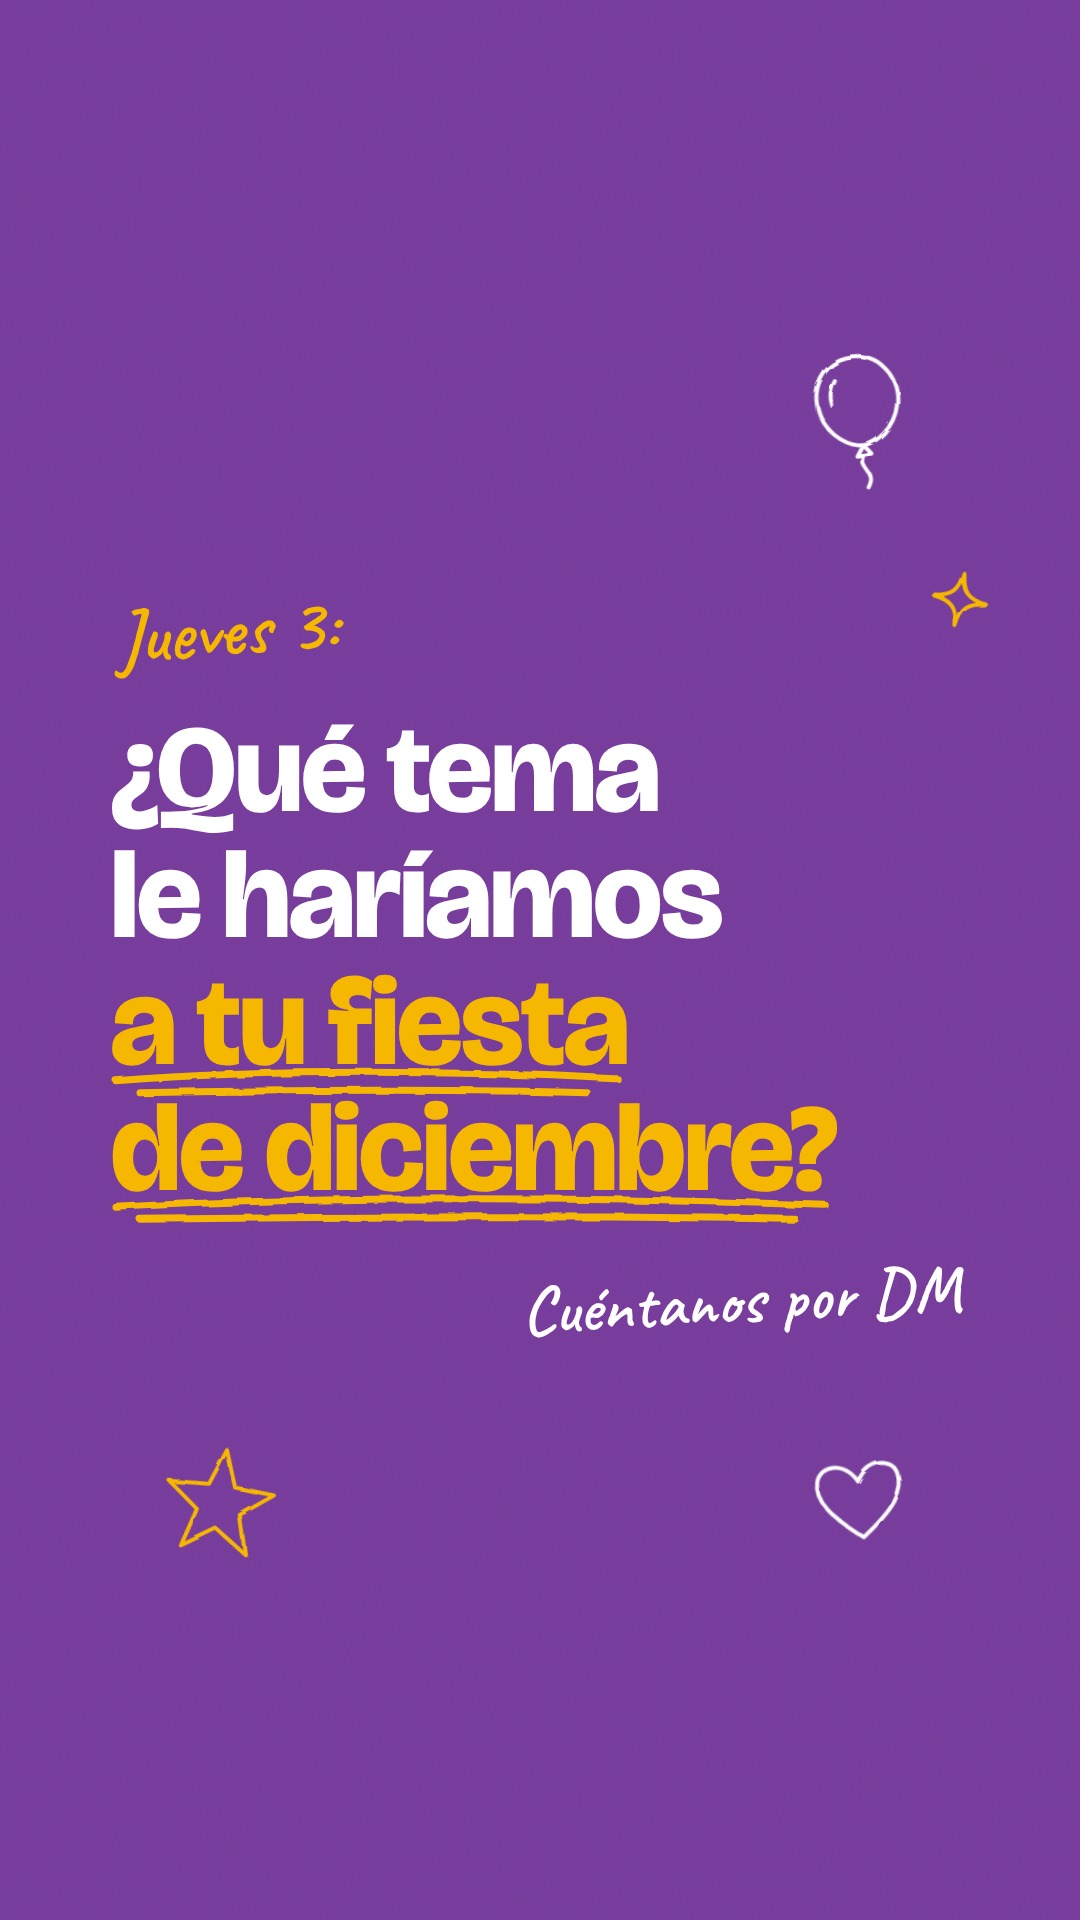 Jueves 3:
¿Qué tema
le haríamos
a tu fiesta
de diciembre?
Cuéntanos por DM